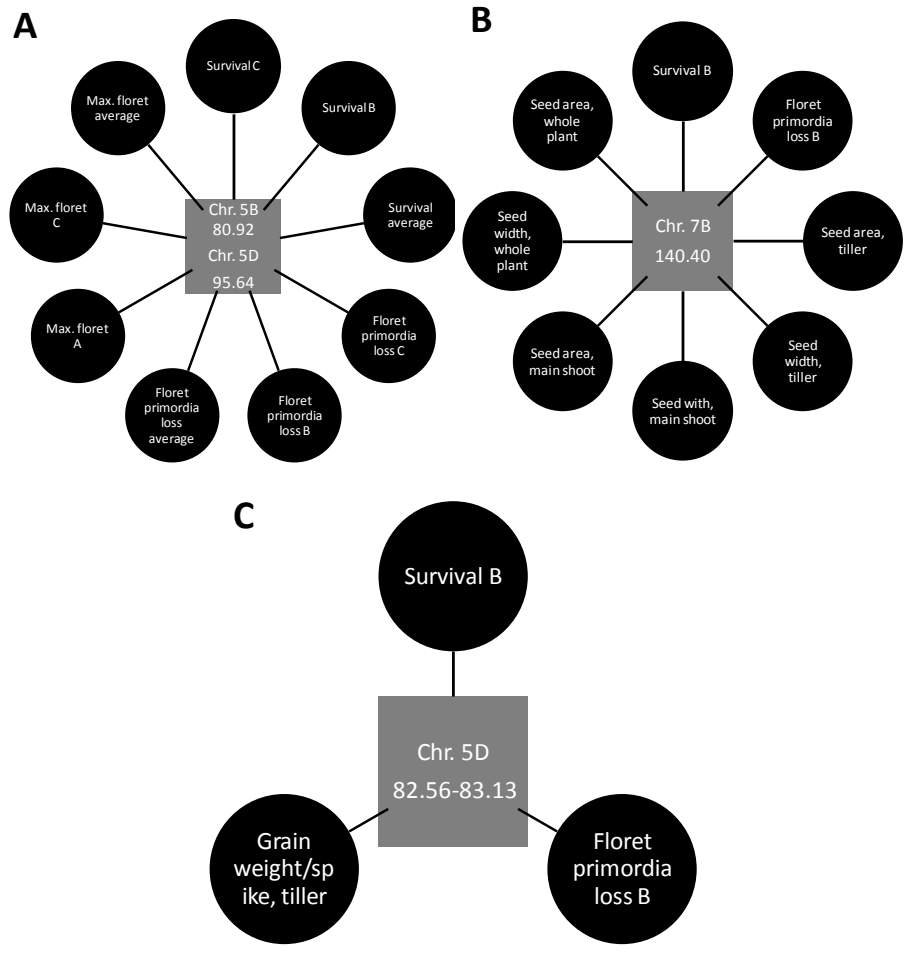 A
Survival C
Max. floret
average
Survival B
Max. floret
C
Survival
average
Chr. 5B
80.92
Chr. 5D
95.64
Max. floret
A
Floret
primordia
loss C
Floret
primordia
loss
average
Floret
primordia
loss B
B
Survival B
Seed area,
whole
plant
Floret
primordia
loss B
Seed width,
whole
plant
Chr. 7B
140.40
Seed area,
tiller
Seed area,
main shoot
Seed
width,
tiller
Seed with,
main shoot
C
Survival B
Chr. 5D
82.56-83.13
Grain
weight/sp
ike, tiller
Floret
primordia
loss B